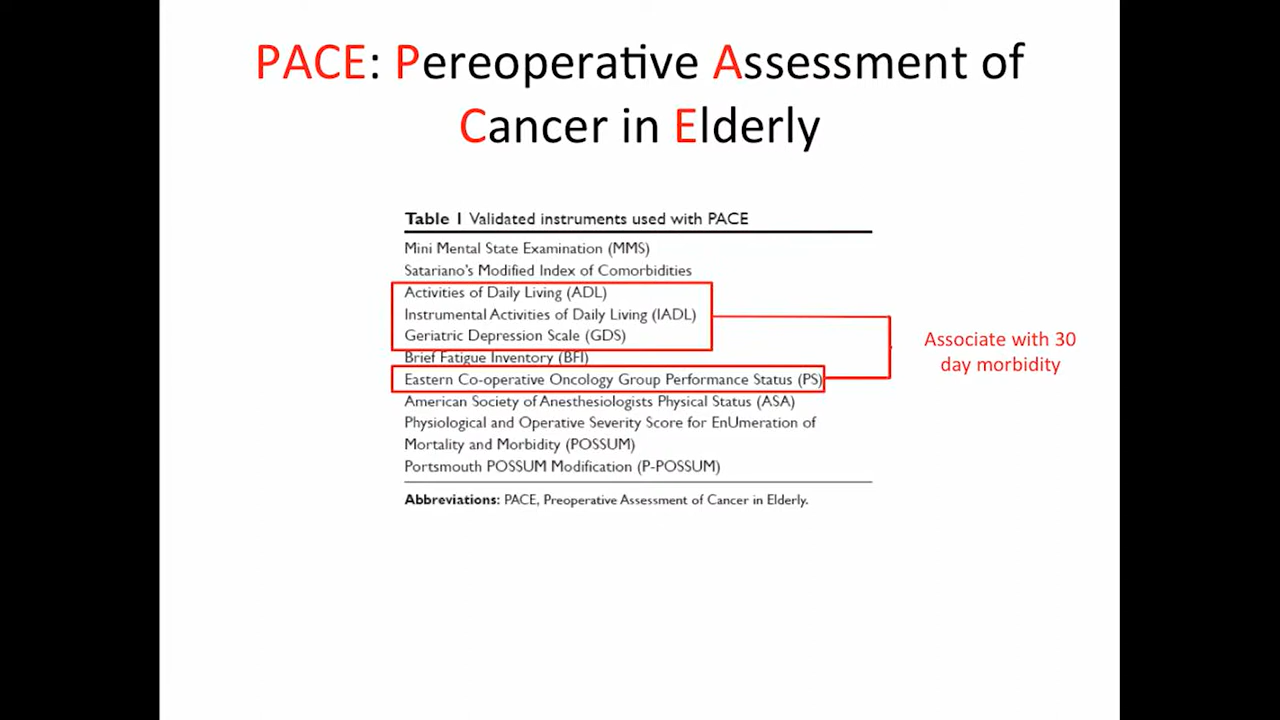 PACE: Pereoperative Assessment of
Cancer in Elderly
Table 1 Validated instruments used with PACE
Mini Mental State Examination (MMS)
Satariano's Modified Index of Comorbidities
Activities of Daily Living (ADL)
Instrumental Activities of Daily Living (IADL)
Geriatric Depression Scale (GDS)
Brief Fatigue Inventory (BFI)
Eastern Co-operative Oncology Group Performance Status (PS)
American Society of Anesthesiologists Physical Status (ASA)
Physiological and Operative Severity Score for EnUmeration of
Mortality and Morbidity (POSSUM)
Portsmouth POSSUM Modification (P-POSSUM)
Abbreviations: PACE, Preoperative Assessment of Cancer in Elderly.
Associate with 30
day morbidity